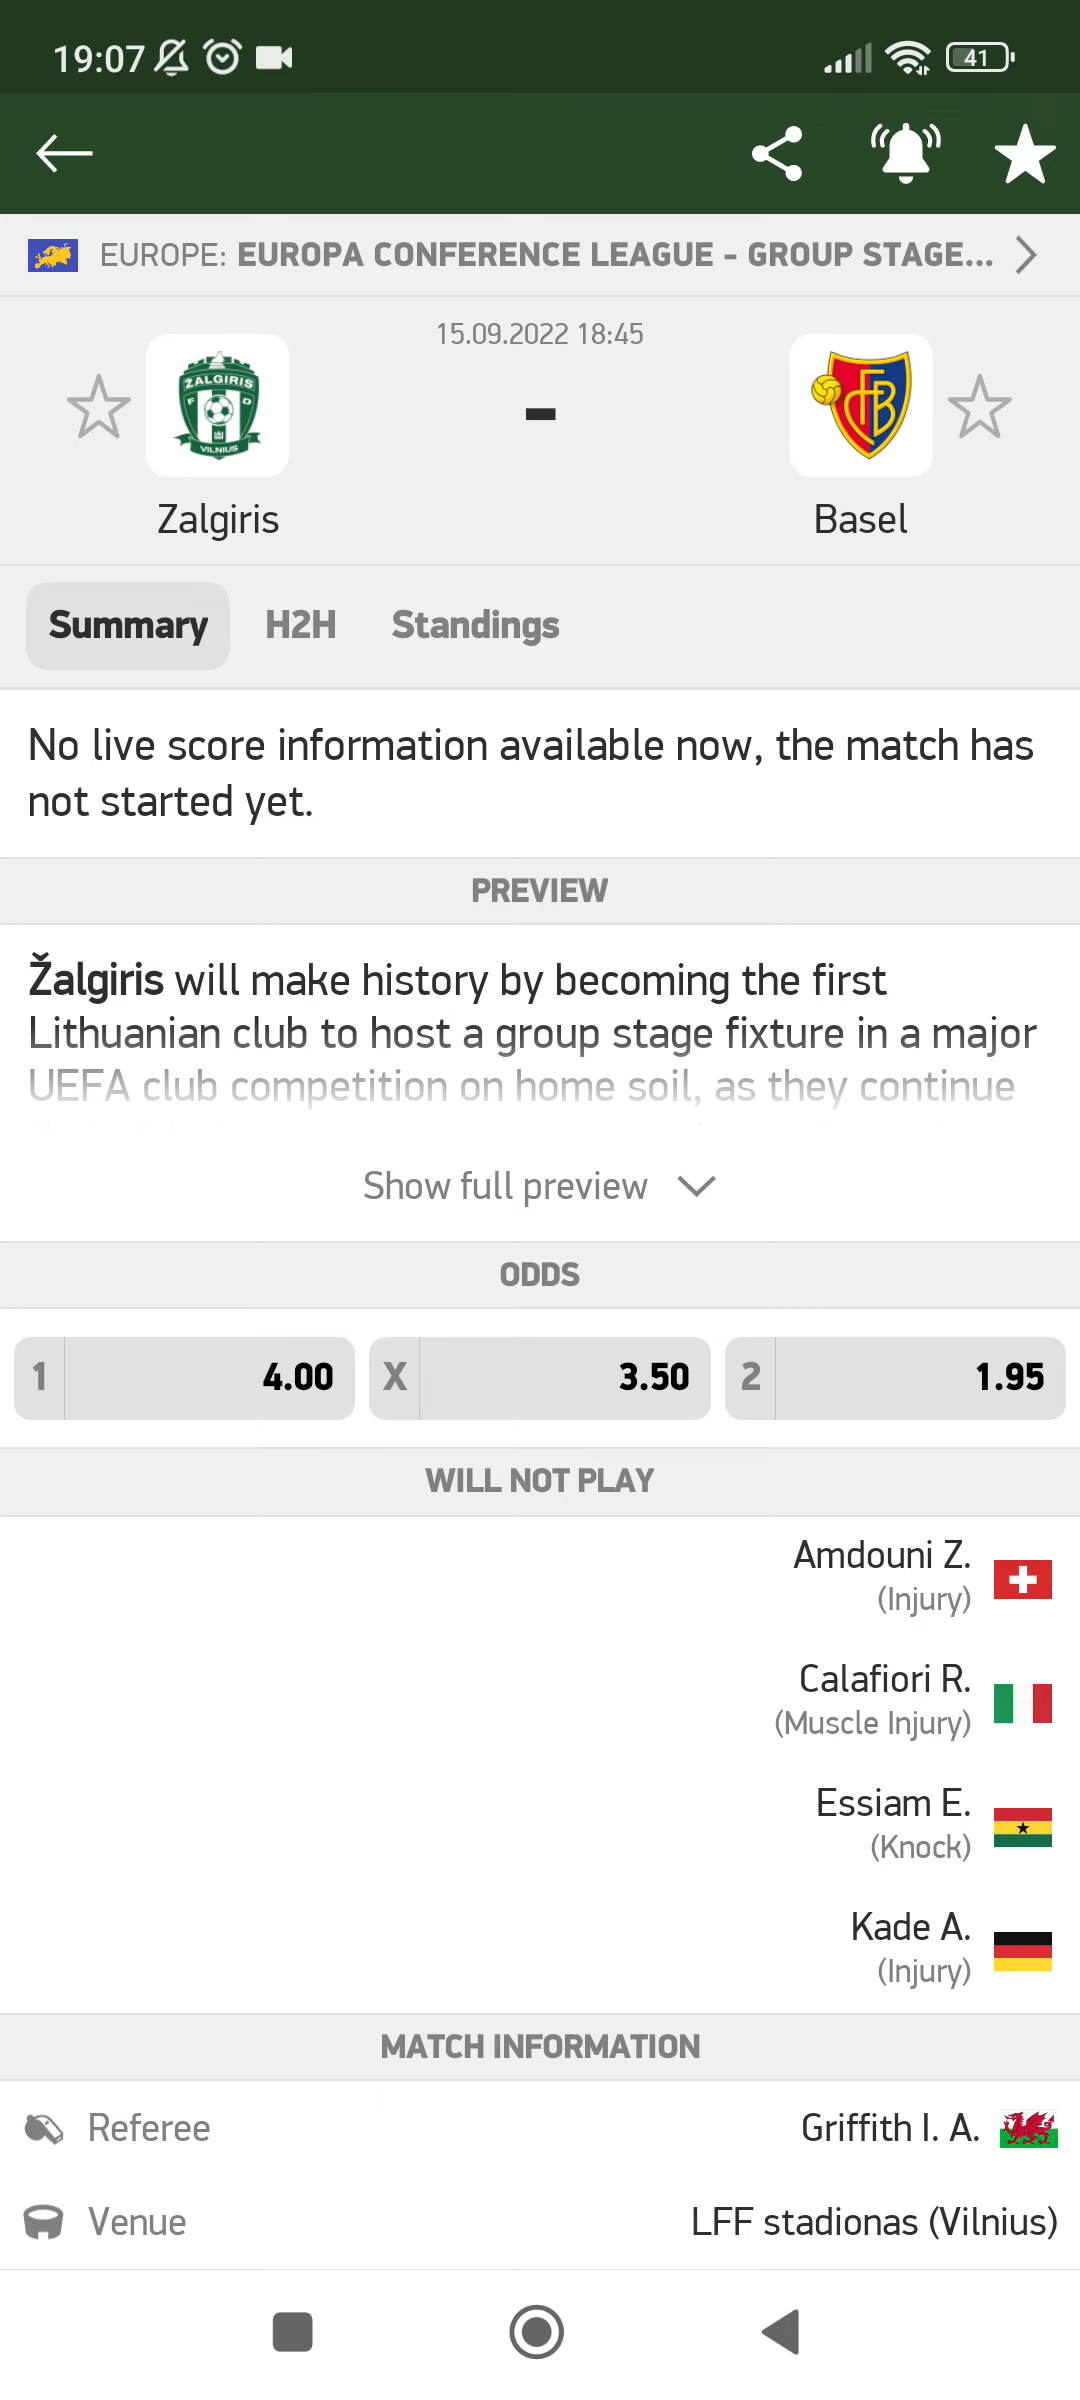 19:07
41
EUROPE: EUROPA CONFERENCE LEAGUE - GROUP STAGE...
15.09.2022 18:45
ŽALGIRIS
F D
VILNIUS
FCB
-
Zalgiris
Basel
Summary H2H Standings
No live score information available now, the match has
not started yet.
PREVIEW
Žalgiris will make history by becoming the first
Lithuanian club to host a group stage fixture in a major
UEFA club competition on home soil, as they continue
Show full preview
ODDS
1 4.00 X 3.50 2 1.95
WILL NOT PLAY
Amdouni Z.
(Injury)
Calafiori R.
(Muscle Injury)
Essiam E.
(Knock)
Kade A.
(Injury)
MATCH INFORMATION
Referee Griffith I. A.
Venue LFF stadionas (Vilnius)